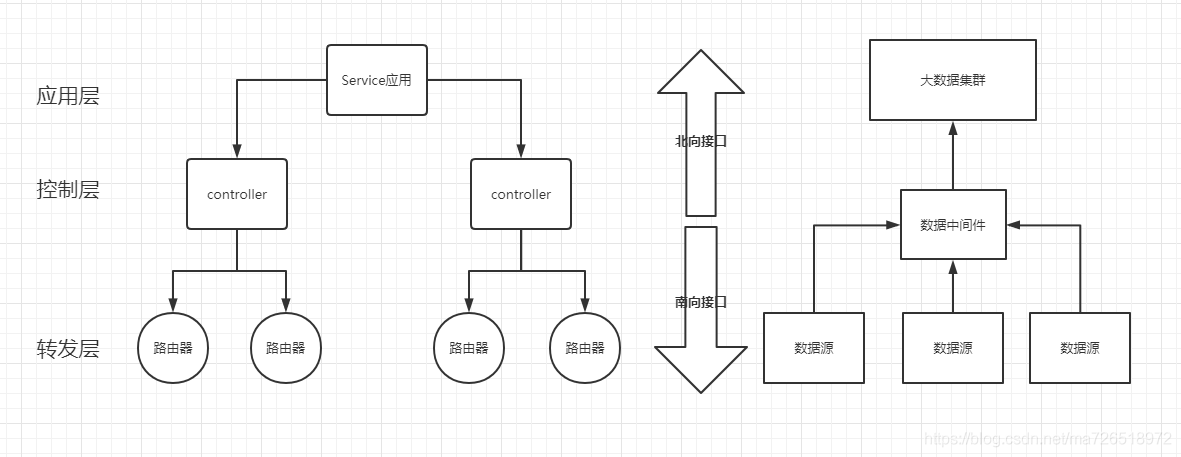 应用层
Service应用
控制层
controller
controller
转发层
路由器
路由器
路由器
路由器
北向接口
南向接口
大数据集群
数据中间件
数据源
数据源
数据源
https://blog.csdn.net/ma726518972